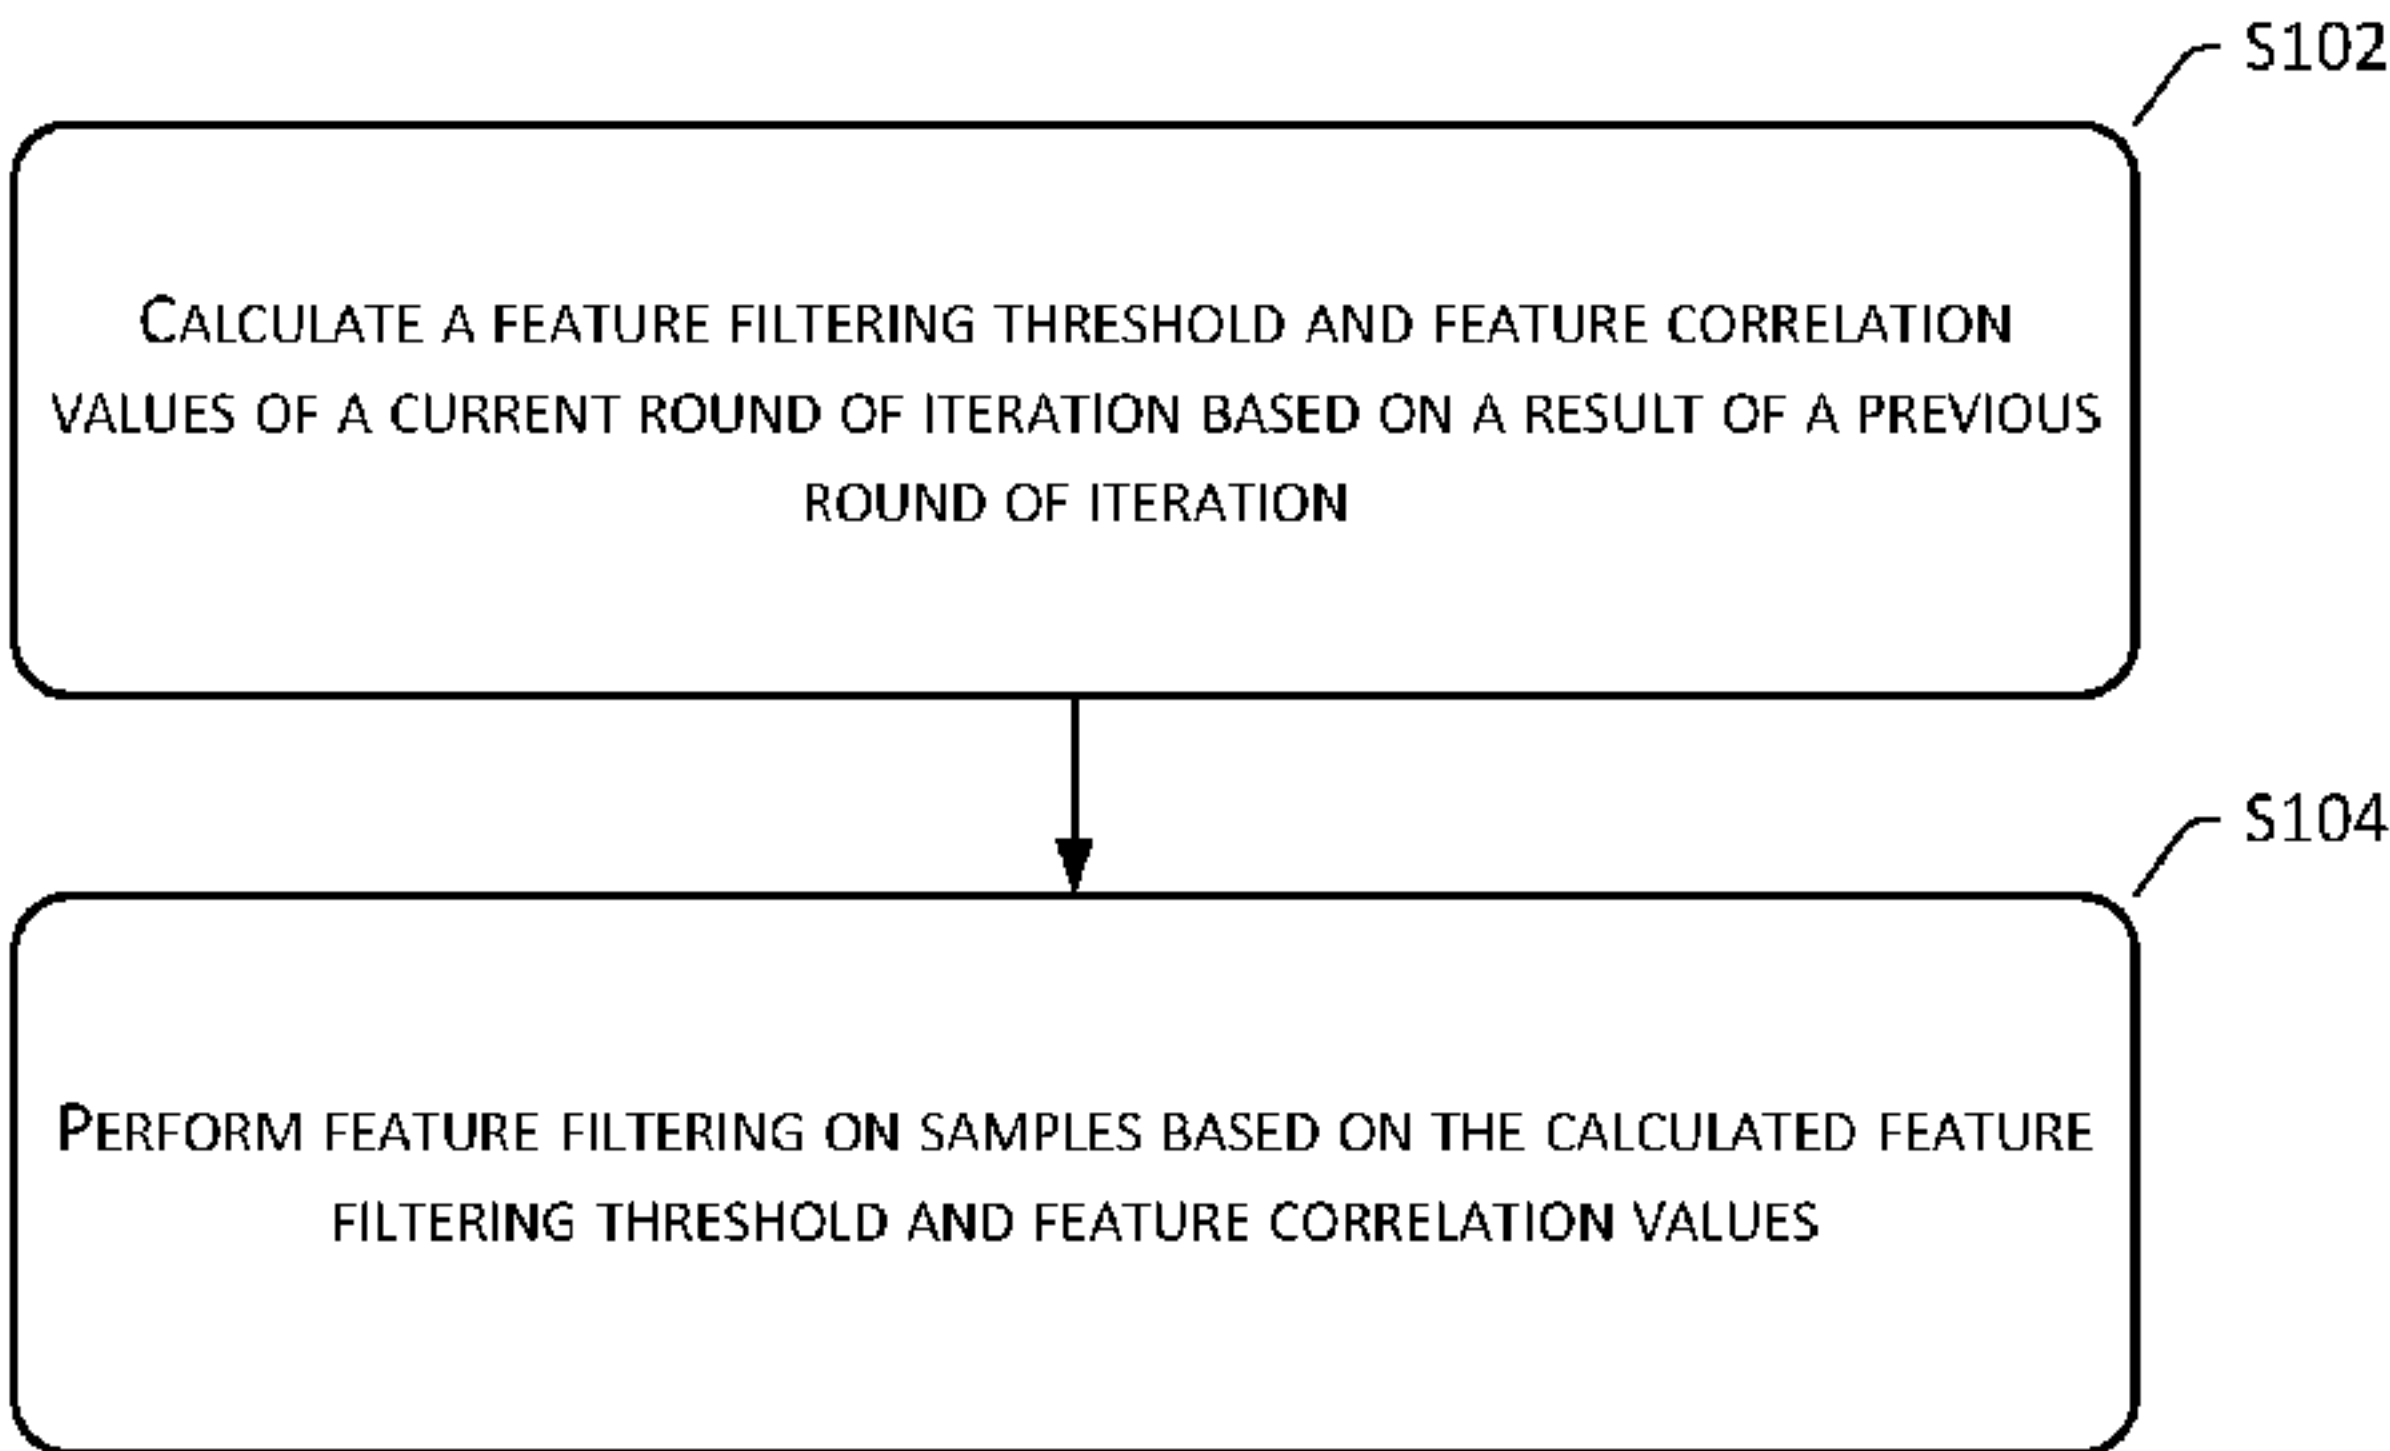 S102
CALCULATE A FEATURE FILTERING THRESHOLD AND FEATURE CORRELATION
VALUES OF A CURRENT ROUND OF ITERATION BASED ON A RESULT OF A PREVIOUS
ROUND OF ITERATION
S104
PERFORM FEATURE FILTERING ON SAMPLES BASED ON THE CALCULATED FEATURE
FILTERING THRESHOLD AND FEATURE CORRELATION VALUES